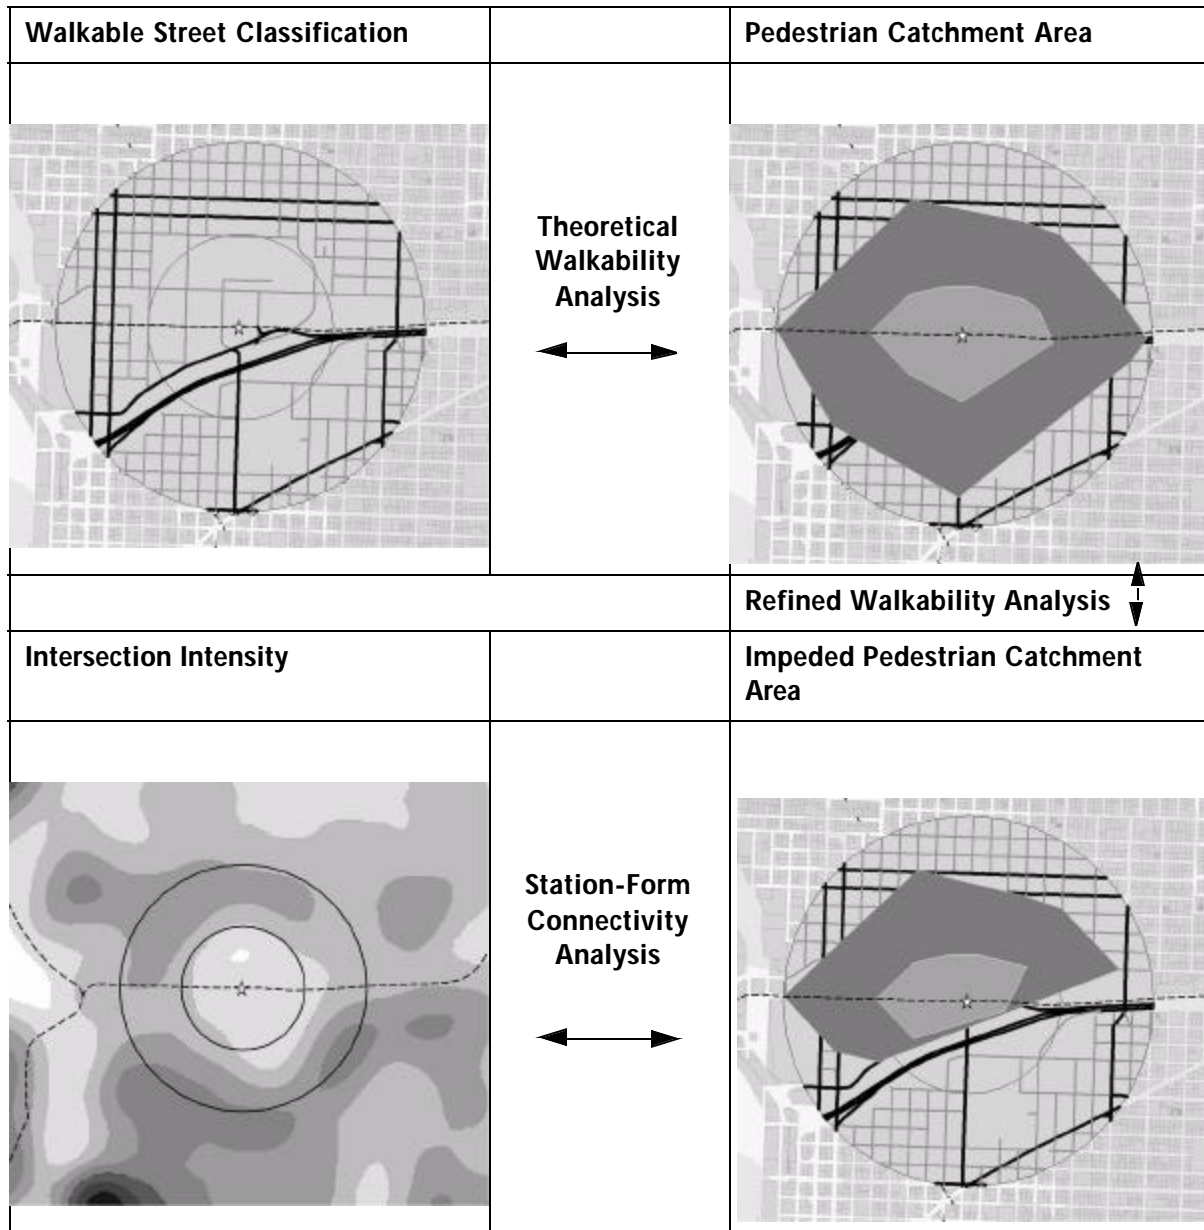 Walkable Street Classification
Pedestrian Catchment Area
Theoretical
Walkability
Analysis
Refined Walkability Analysis
Intersection Intensity
Impeded Pedestrian Catchment
Area
Station-Form
Connectivity
Analysis